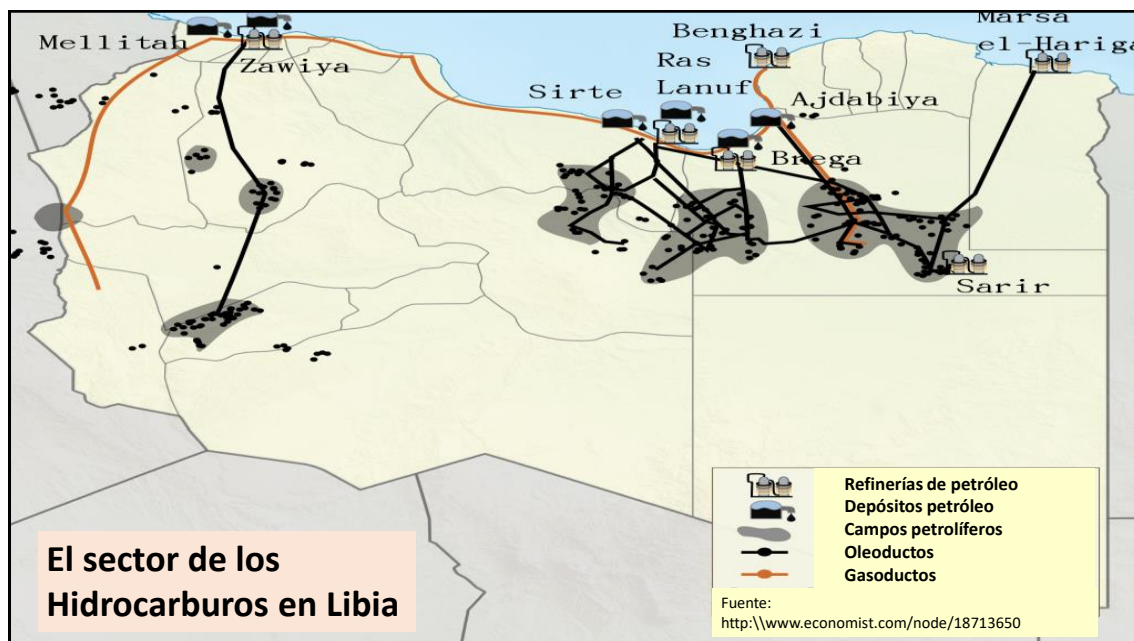 Mellitah
Zawiya
Sirte
Ras
Lanuf
Benghazi
Ajdabiya
Brega
Marsa
el-Hariga
Sarir
Refinerías de petróleo
Depósitos petróleo
Campos petrolíferos
Oleoductos
Gasoductos
Fuente:
http:\\www.economist.com/node/18713650
El sector de los
Hidrocarburos en Libia